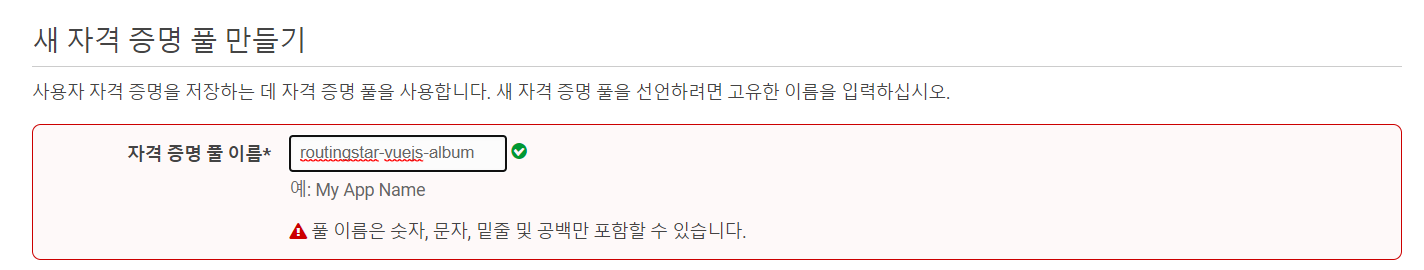 새 자격 증명 풀 만들기
사용자 자격 증명을 저장하는 데 자격 증명 풀을 사용합니다. 새 자격 증명 풀을 선언하려면 고유한 이름을 입력하십시오.
자격 증명 풀 이름* routingstar-vuejs-album
예: My App Name
풀 이름은 숫자, 문자, 밑줄 및 공백만 포함할 수 있습니다.